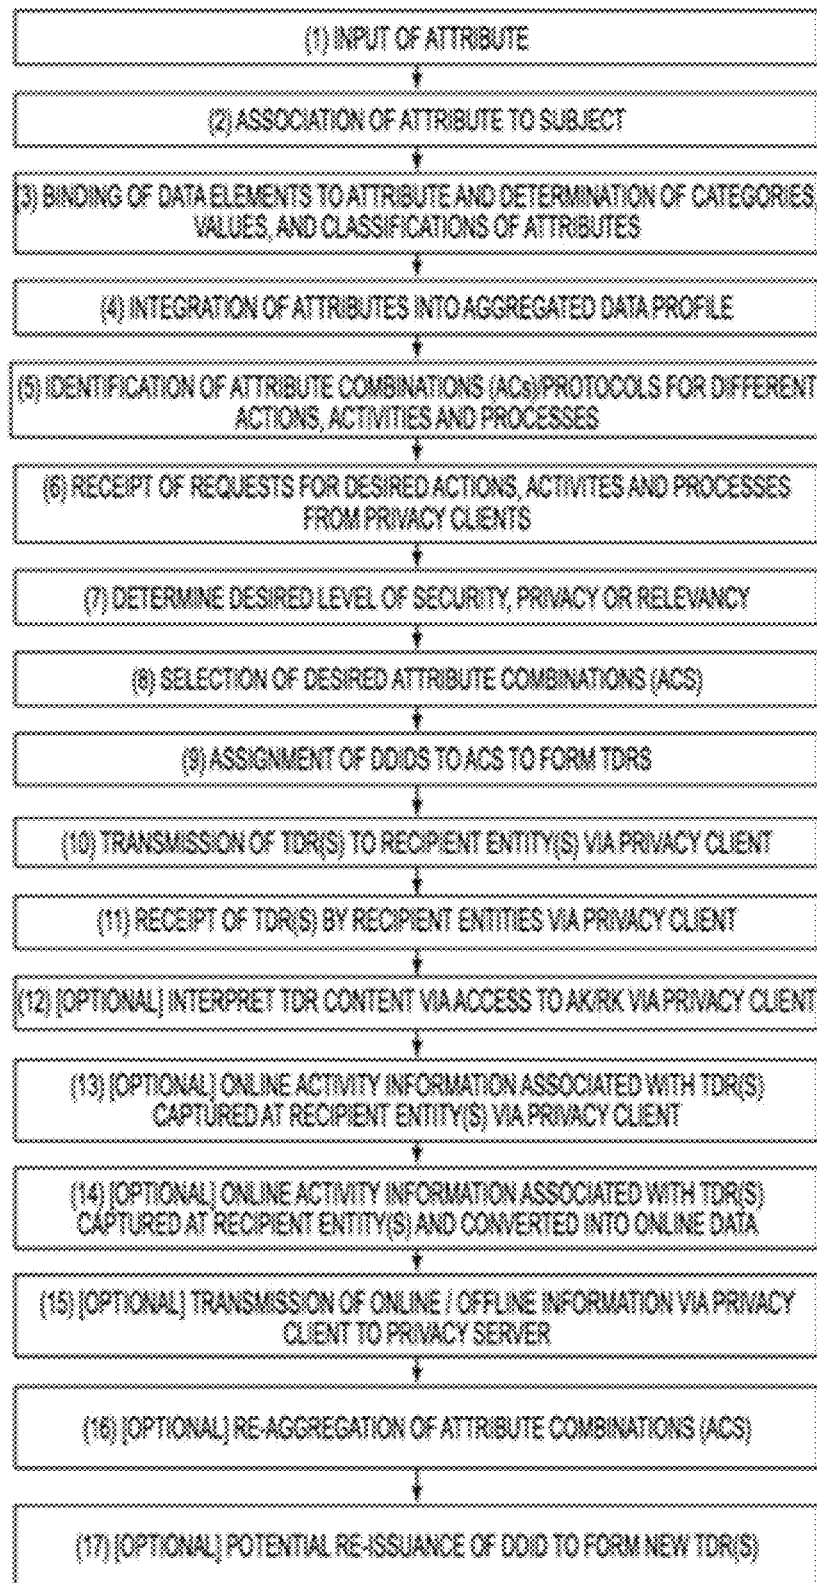 (1) INPUT OF ATTRIBUTE
(2) ASSOCIATION OF ATTRIBUTE TO SUBJECT
(3) BINDING OF DATA ELEMENTS TO ATTRIBUTE AND DETERMINATION OF CATEGORIES,
VALUES, AND CLASSIFICATIONS OF ATTRIBUTES
(4) INTEGRATION OF ATTRIBUTES INTO AGGREGATED DATA PROFILE
(5) IDENTIFICATION OF ATTRIBUTE COMBINATIONS (ACs)/PROTOCOLS FOR DIFFERENT
ACTIONS, ACTIVITIES AND PROCESSES
(6) RECEIPT OF REQUESTS FOR DESIRED ACTIONS, ACTIVITES AND PROCESSES
FROM PRIVACY CLIENTS
(7) DETERMINE DESIRED LEVEL OF SECURITY, PRIVACY OR RELEVANCY
(8) SELECTION OF DESIRED ATTRIBUTE COMBINATIONS (ACS)
(9) ASSIGNMENT OF DDIDS TO ACS TO FORM TDRS
(10) TRANSMISSION OF TDR(S) TO RECIPIENT ENTITY(S) VIA PRIVACY CLIENT
(11) RECEIPT OF TDR(S) BY RECIPIENT ENTITIES VIA PRIVACY CLIENT
(12) [OPTIONAL] INTERPRET TDR CONTENT VIA ACCESS TO AK/RK VIA PRIVACY CLIENT
(13) [OPTIONAL] ONLINE ACTIVITY INFORMATION ASSOCIATED WITH TDR(S)
CAPTURED AT RECIPIENT ENTITY(S) VIA PRIVACY CLIENT
(14) [OPTIONAL] ONLINE ACTIVITY INFORMATION ASSOCIATED WITH TDR(S)
CAPTURED AT RECIPIENT ENTITY(S) AND CONVERTED INTO ONLINE DATA
(15) [OPTIONAL] TRANSMISSION OF ONLINE / OFFLINE INFORMATION VIA PRIVACY
CLIENT TO PRIVACY SERVER
(16) [OPTIONAL] RE-AGGREGATION OF ATTRIBUTE COMBINATIONS (ACS)
(17) [OPTIONAL] POTENTIAL RE-ISSUANCE OF DDID TO FORM NEW TDR(S)